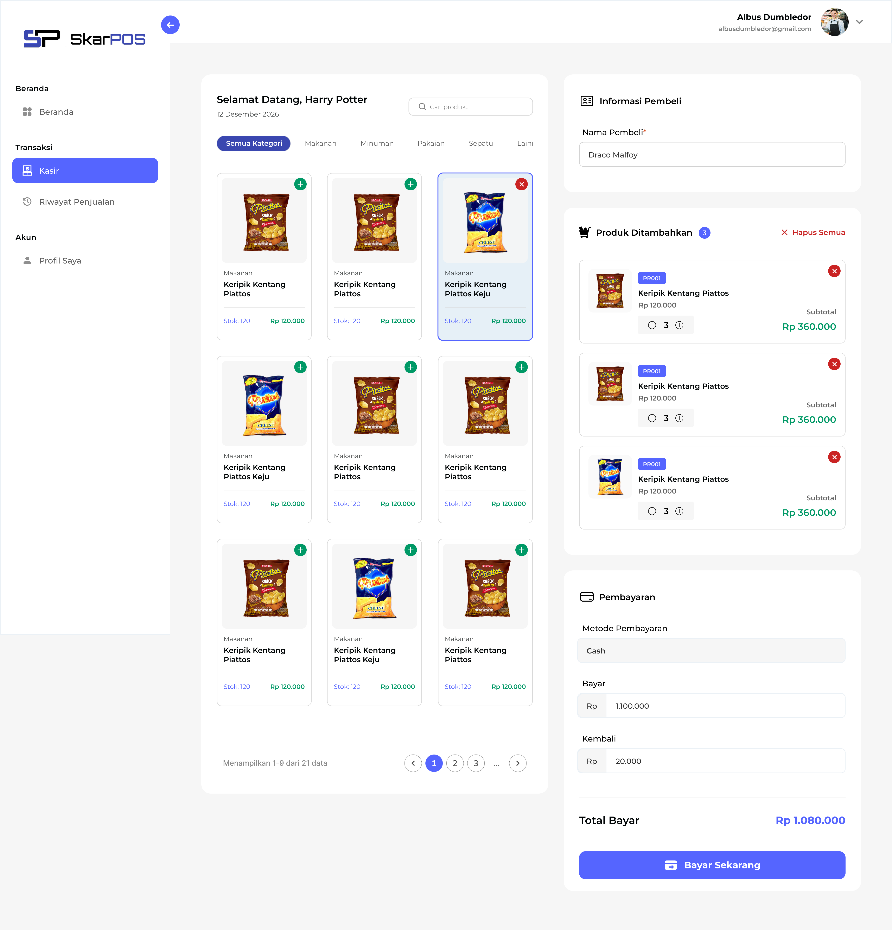 SP SkarPOS
Albus Dumbledor
albusdumbledor@gmail.com
Beranda
Beranda
Transaksi
Kasir
Riwayat Penjualan
Akun
Profil Saya
Selamat Datang, Harry Potter
12 Desember 2026
Semua Kategori
Makanan
Minuman
Pakaian
Sepatu
Makanan
Keripik Kentang
Piattos
Stok: 120
Rp 120.000
Makanan
Keripik Kentang
Piattos
Stok: 120
Rp 120.000
Makanan
Keripik Kentang
Piattos Keju
Stok: 120
Rp 120.000
Makanan
Keripik Kentang
Piattos Keju
Stok: 120
Rp 120.000
Makanan
Keripik Kentang
Piattos
Stok: 120
Rp 120.000
Makanan
Keripik Kentang
Piattos
Stok: 120
Rp 120.000
Makanan
Keripik Kentang
Piattos
Stok: 120
Rp 120.000
Makanan
Keripik Kentang
Piattos Keju
Stok: 120
Rp 120.000
Makanan
Keripik Kentang
Piattos
Stok: 120
Rp 120.000
Menampilkan 1-9 dari 21 data
1 2 3 ...
Informasi Pembeli
Nama Pembeli*
Draco Malfoy
Produk Ditambahkan 3
Hapus Semua
PR001
Keripik Kentang Piattos
Rp 120.000
3
Subtotal
Rp 360.000
PR001
Keripik Kentang Piattos
Rp 120.000
3
Subtotal
Rp 360.000
PR001
Keripik Kentang Piattos
Rp 120.000
3
Subtotal
Rp 360.000
Pembayaran
Metode Pembayaran
Cash
Bayar
Rp 1.100.000
Kembali
Rp 20.000
Total Bayar
Rp 1.080.000
Bayar Sekarang